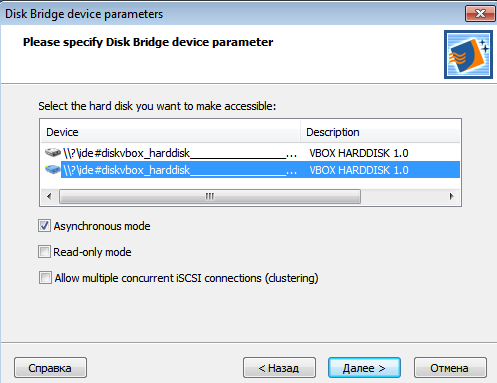 Disk Bridge device parameters
Please specify Disk Bridge device parameter
Select the hard disk you want to make accessible:
Device Description
\\?\ide#diskvbox_harddisk___________________... VBOX HARDDISK 1.0
\\?\ide#diskvbox_harddisk___________________... VBOX HARDDISK 1.0
Asynchronous mode
Read-only mode
Allow multiple concurrent iSCSI connections (clustering)
Справка < Назад Далее > Отмена